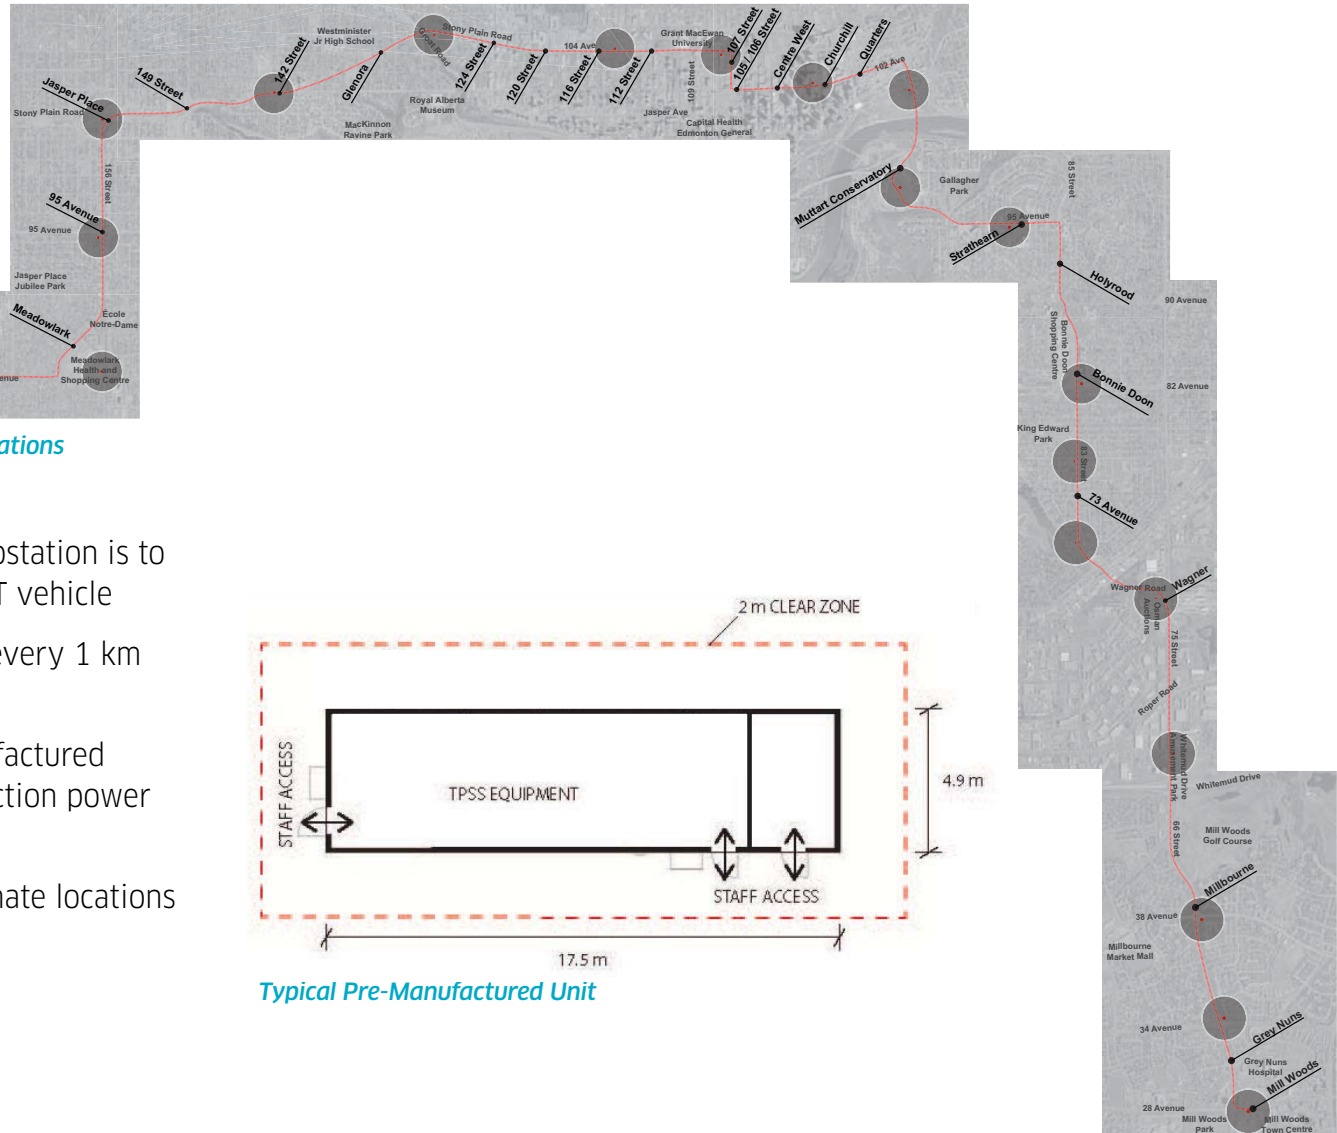 Westminister
Jr High School
Groat Road
Stony Plain Road
124 Street
120 Street
104 Ave
116 Street
112 Street
Grant MacEwan
University
107 Street
105 / 106 Street
109 Street
Centre West
Churchill
Quarters
102 Ave
Jasper Place
149 Street
142 Street
Glenora
Stony Plain Road
Royal Alberta
Museum
MacKinnon
Ravine Park
Jasper Ave
Capital Health
Edmonton General
156 Street
95 Avenue
95 Avenue
Jasper Place
Jubilee Park
Meadowlark
École
Notre-Dame
Meadowlark
Health and
Shopping Centre
enue
Muttart Conservatory
Gallagher
Park
85 Street
95 Avenue
Strathearn
Holyrood
90 Avenue
Bonnie Doon
Shopping Centre
Bonnie Doon
82 Avenue
King Edward
Park
83 Street
73 Avenue
Wagner Road
Wagner
Osman
Auctions
75 Street
Roper Road
Whitemud Drive
Amusement Park
Whitemud Drive
66 Street
Mill Woods
Golf Course
Millbourne
38 Avenue
Millbourne
Market Mall
34 Avenue
Grey Nuns
Grey Nuns
Hospital
Mill Woods
28 Avenue
Mill Woods
Park
Mill Woods
Town Centre
ations
ostation is to
T vehicle
every 1 km
factured
ction power
nate locations
2 m CLEAR ZONE
STAFF ACCESS
TPSS EQUIPMENT
4.9 m
STAFF ACCESS
17.5 m
Typical Pre-Manufactured Unit